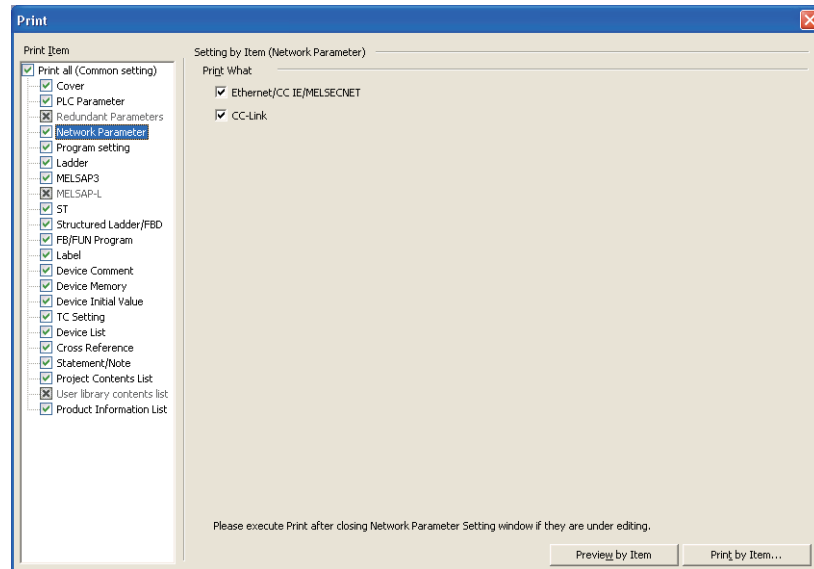 Print
Print Item
Print all (Common setting)
Cover
PLC Parameter
Redundant Parameters
Network Parameter
Program setting
Ladder
MELSAP3
MELSAP-L
ST
Structured Ladder/FBD
FB/FUN Program
Label
Device Comment
Device Memory
Device Initial Value
TC Setting
Device List
Cross Reference
Statement/Note
Project Contents List
User library contents list
Product Information List
Setting by Item (Network Parameter)
Print What
Ethernet/CC IE/MELSECNET
CC-Link
Please execute Print after closing Network Parameter Setting window if they are under editing.
Preview by Item
Print by Item...